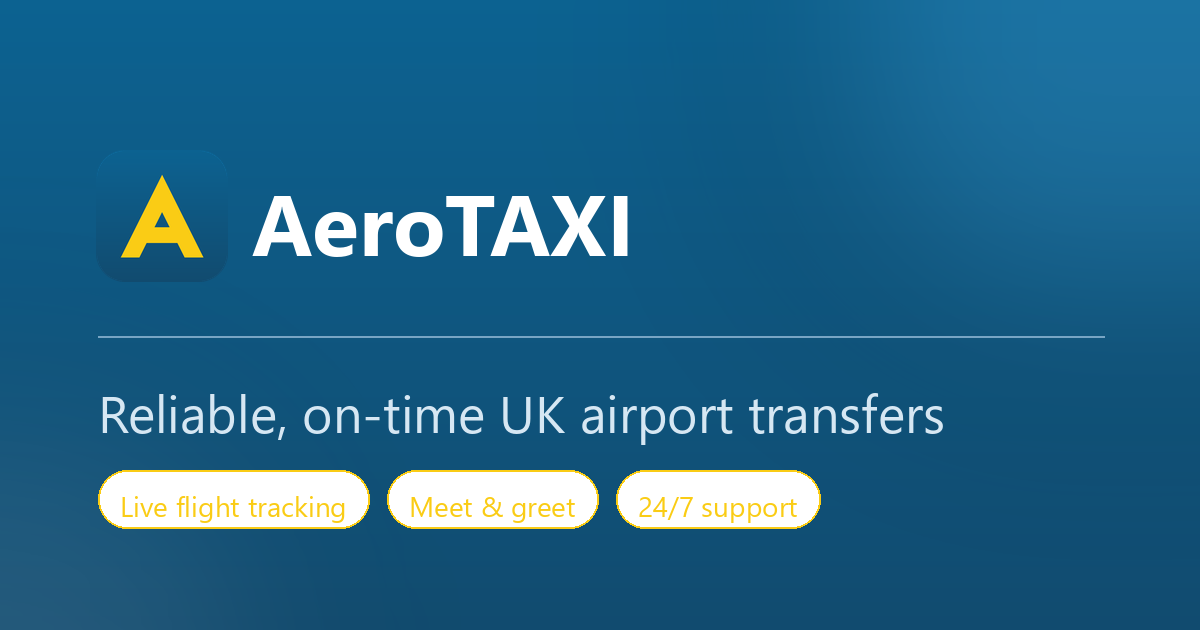 A AeroTAXI
Reliable, on-time UK airport transfers
Live flight tracking Meet & greet 24/7 support